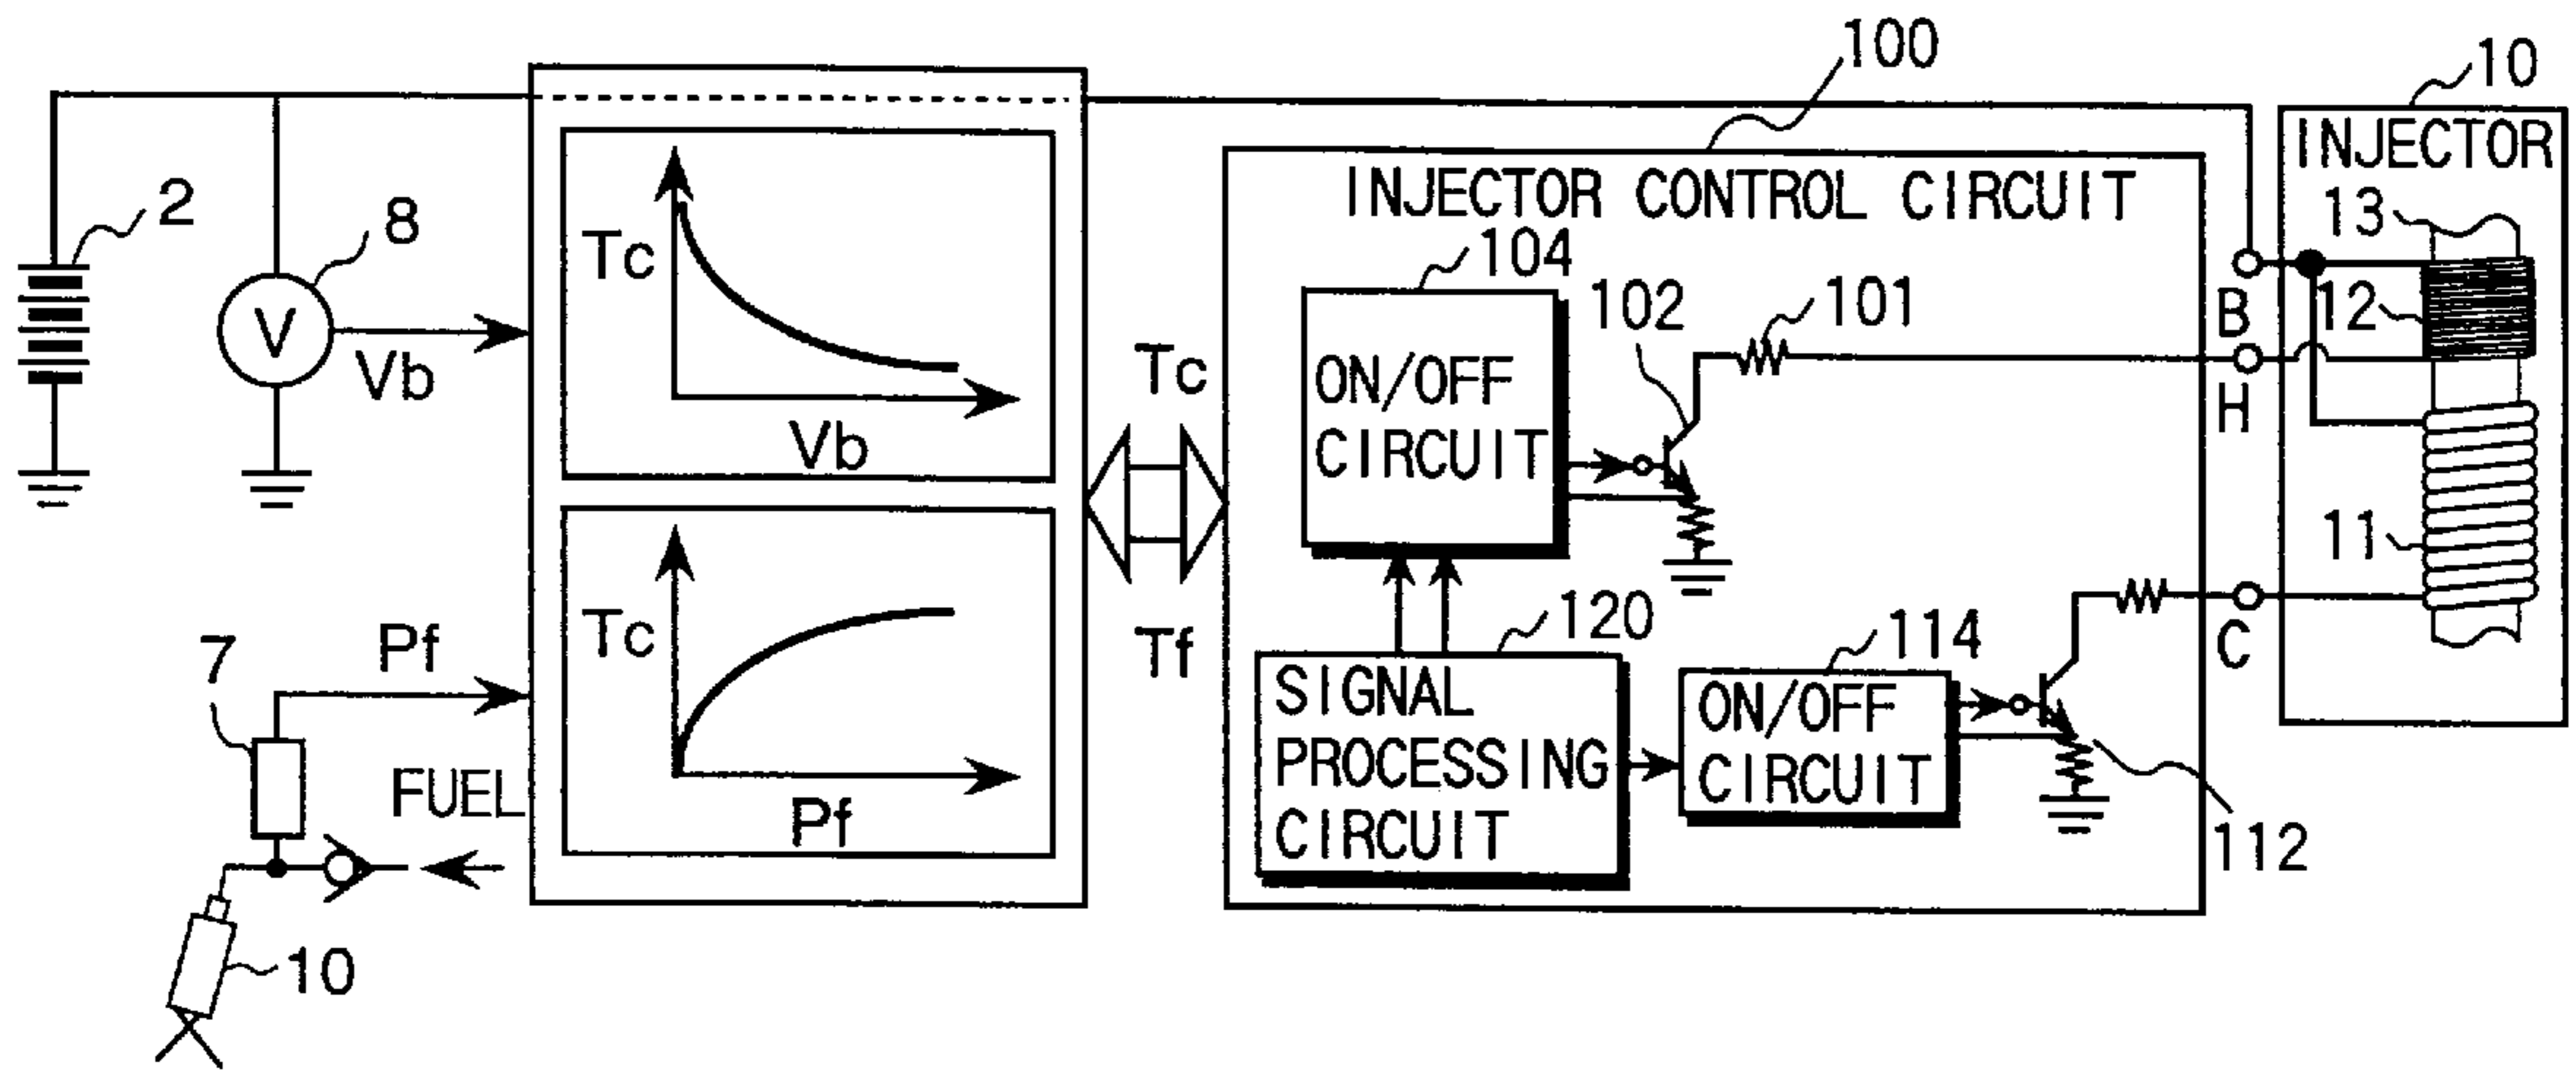 100
10
INJECTOR
INJECTOR CONTROL CIRCUIT
2
8
V
Vb
Tc
Vb
13
12
11
B
H
C
104
102
101
ON/OFF
CIRCUIT
Tc
Tf
7
Pf
FUEL
10
Tc
Pf
120
SIGNAL
PROCESSING
CIRCUIT
114
ON/OFF
CIRCUIT
112